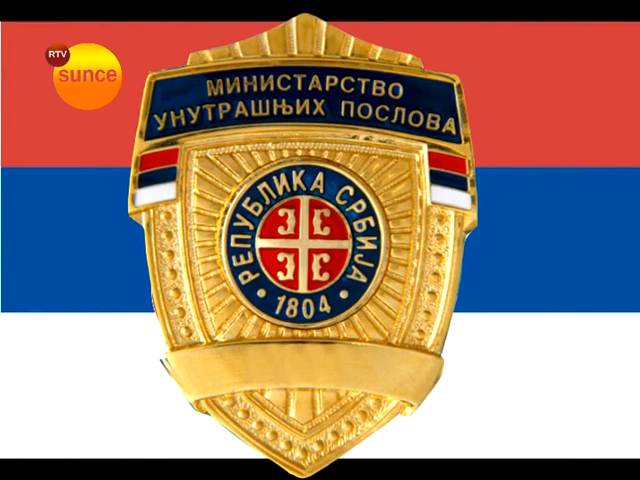 RTV
sunce
МИНИСТАРСТВО
УНУТРАШЊИХ ПОСЛОВА
РЕПУБЛИКА СРБИЈА
• 1804 •